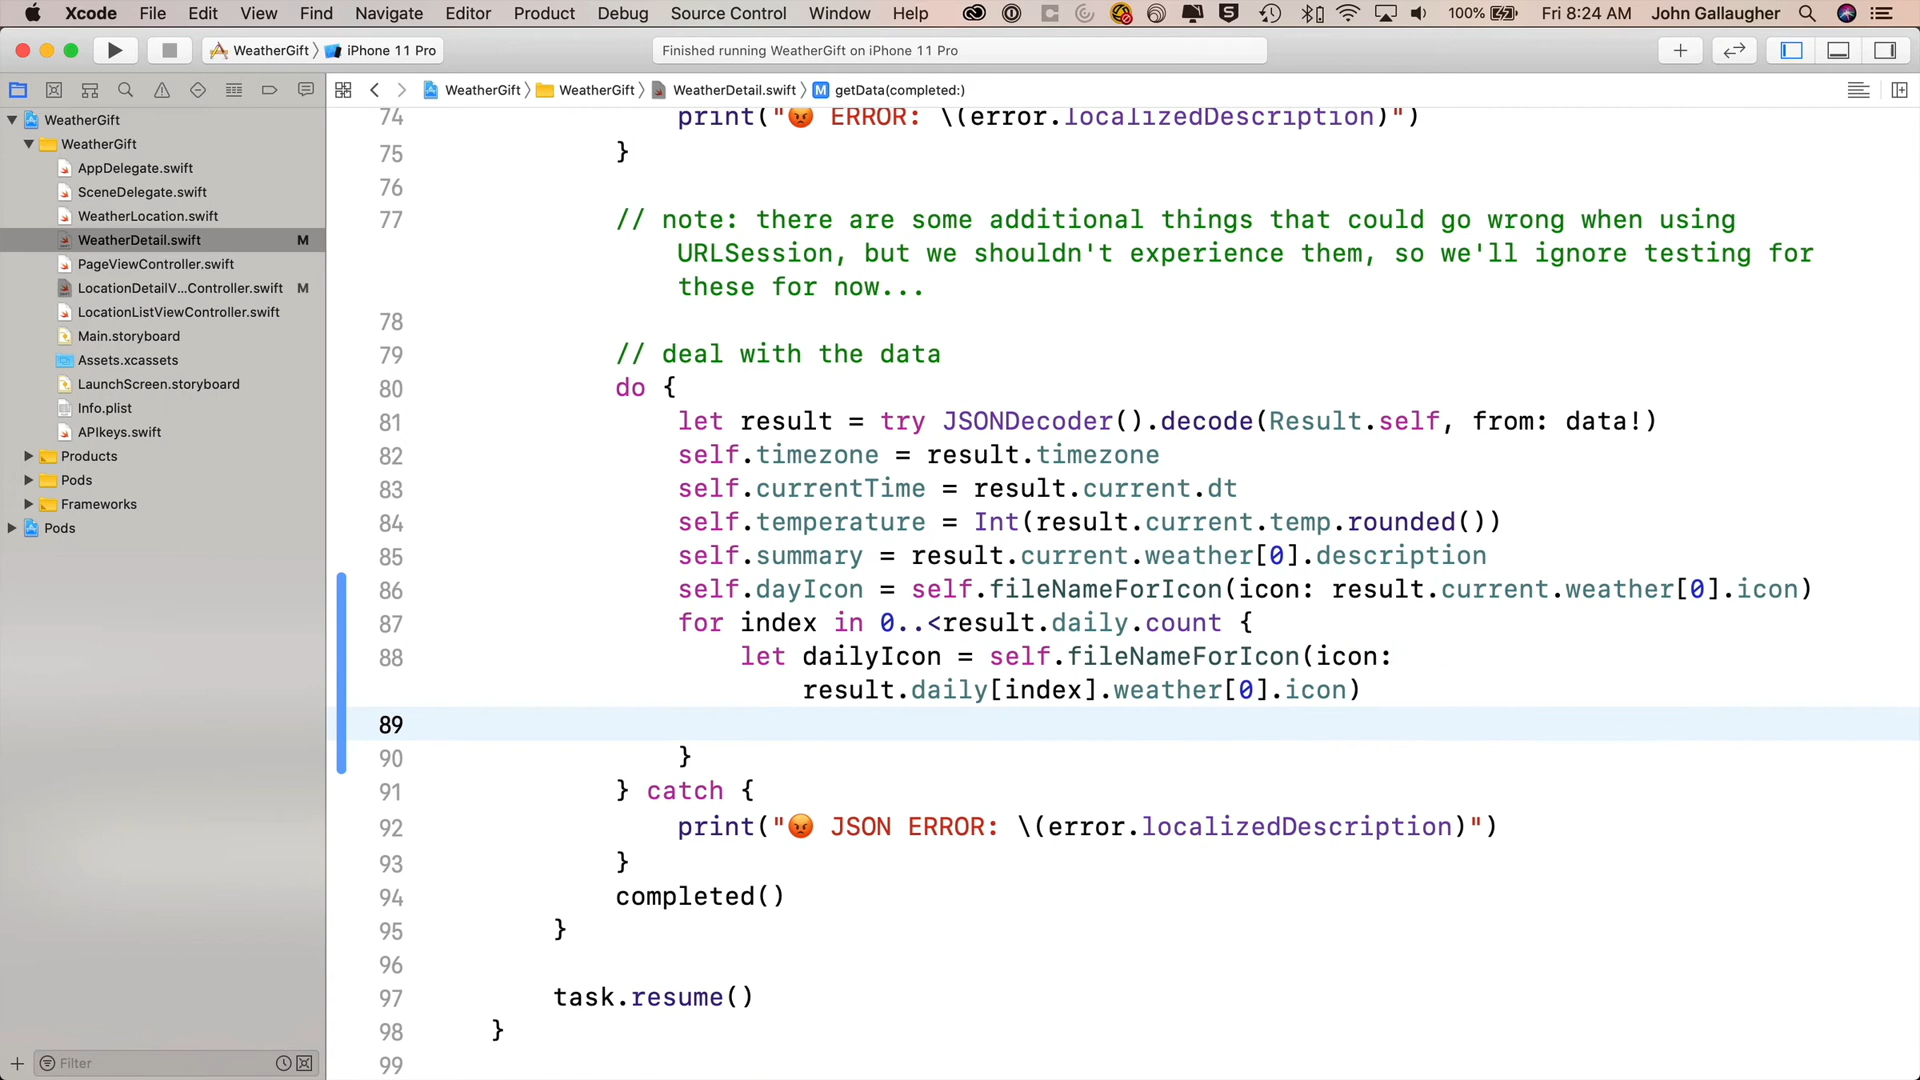 Xcode File Edit View Find Navigate Editor Product Debug Source Control Window Help 100% Fri 8:24 AM John Gallaugher
WeatherGift iPhone 11 Pro Finished running WeatherGift on iPhone 11 Pro
WeatherGift WeatherGift WeatherDetail.swift M getData(completed:)
WeatherGift
WeatherGift
AppDelegate.swift
SceneDelegate.swift
WeatherLocation.swift
WeatherDetail.swift M
PageViewController.swift
LocationDetailV...Controller.swift M
LocationListViewController.swift
Main.storyboard
Assets.xcassets
LaunchScreen.storyboard
Info.plist
APIkeys.swift
Products
Pods
Frameworks
Pods
Filter
74 print("😡 ERROR: \(error.localizedDescription)")
75 }
76
77 // note: there are some additional things that could go wrong when using
URLSession, but we shouldn't experience them, so we'll ignore testing for
these for now...
78
79 // deal with the data
80 do {
81 let result = try JSONDecoder().decode(Result.self, from: data!)
82 self.timezone = result.timezone
83 self.currentTime = result.current.dt
84 self.temperature = Int(result.current.temp.rounded())
85 self.summary = result.current.weather[0].description
86 self.dayIcon = self.fileNameForIcon(icon: result.current.weather[0].icon)
87 for index in 0..<result.daily.count {
88 let dailyIcon = self.fileNameForIcon(icon:
result.daily[index].weather[0].icon)
89
90 }
91 } catch {
92 print("😡 JSON ERROR: \(error.localizedDescription)")
93 }
94 completed()
95 }
96
97 task.resume()
98 }
99